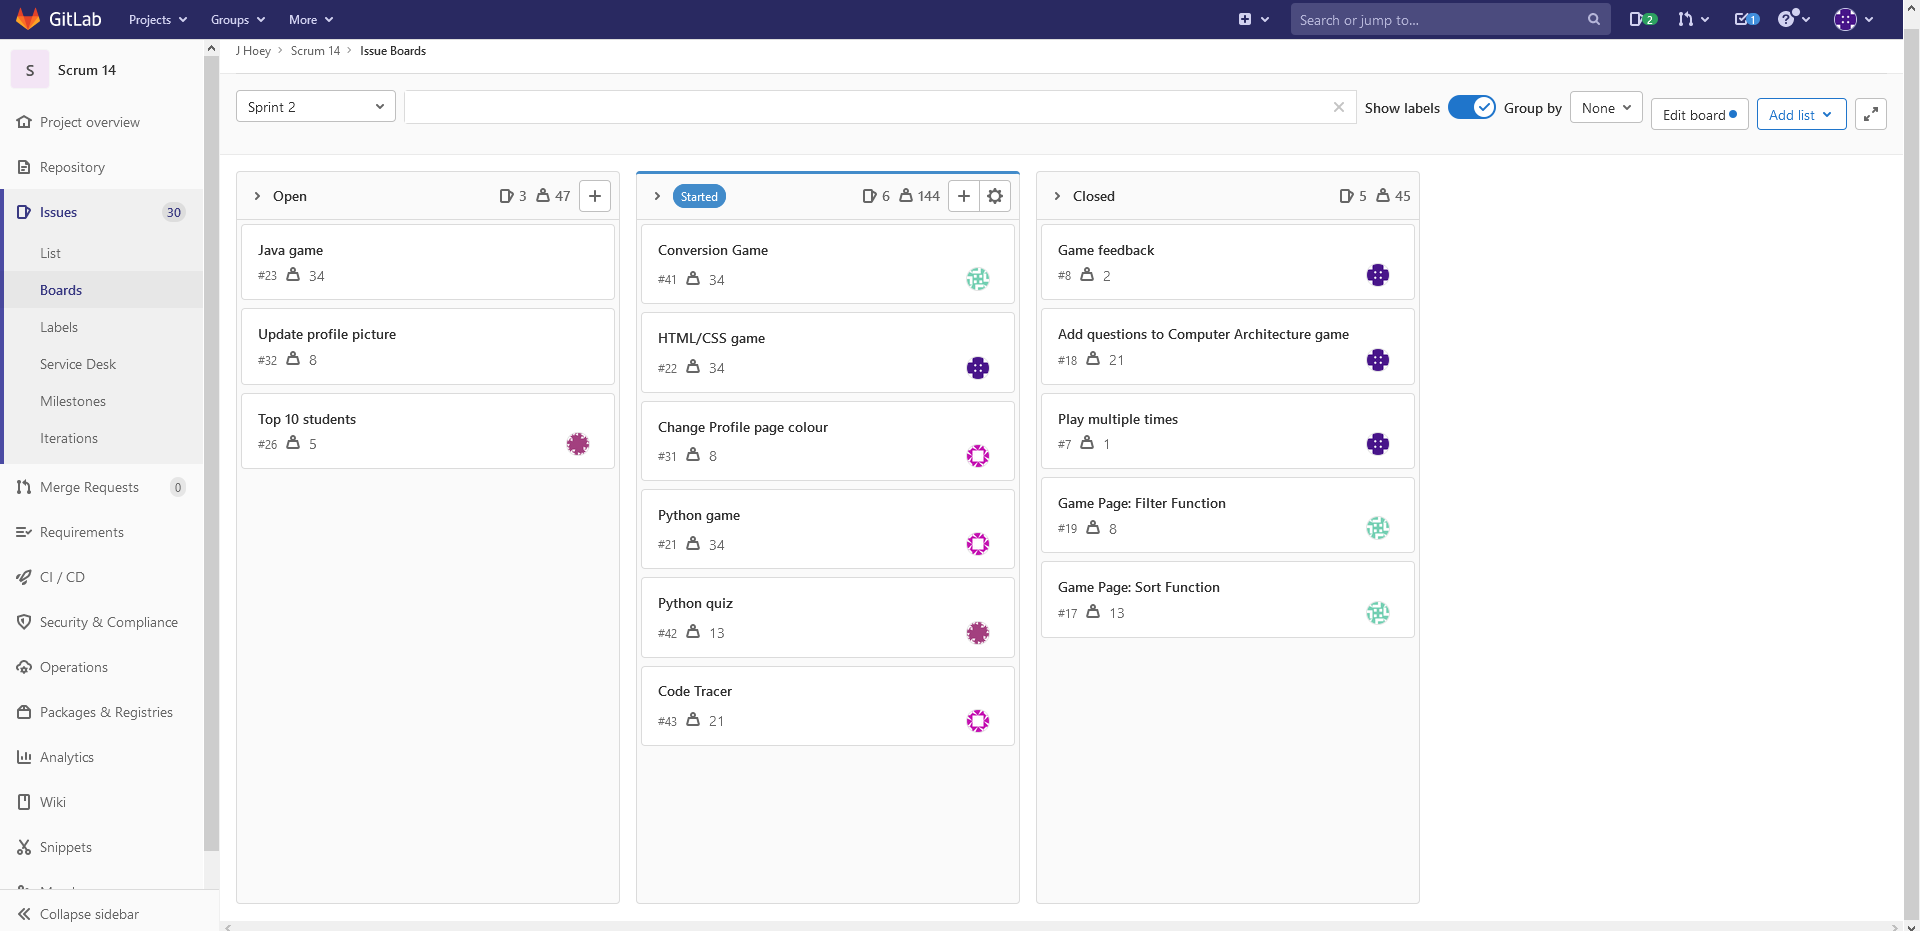 GitLab
Projects
Groups
More
Search or jump to...
2
1
J Hoey > Scrum 14 > Issue Boards
S
Scrum 14
Project overview
Repository
Issues 30
List
Boards
Labels
Service Desk
Milestones
Iterations
Merge Requests 0
Requirements
CI / CD
Security & Compliance
Operations
Packages & Registries
Analytics
Wiki
Snippets
Collapse sidebar
Sprint 2
Show labels
Group by
None
Edit board
Add list
Open 3 47
Java game
#23 34
Update profile picture
#32 8
Top 10 students
#26 5
Started 6 144
Conversion Game
#41 34
HTML/CSS game
#22 34
Change Profile page colour
#31 8
Python game
#21 34
Python quiz
#42 13
Code Tracer
#43 21
Closed 5 45
Game feedback
#8 2
Add questions to Computer Architecture game
#18 21
Play multiple times
#7 1
Game Page: Filter Function
#19 8
Game Page: Sort Function
#17 13